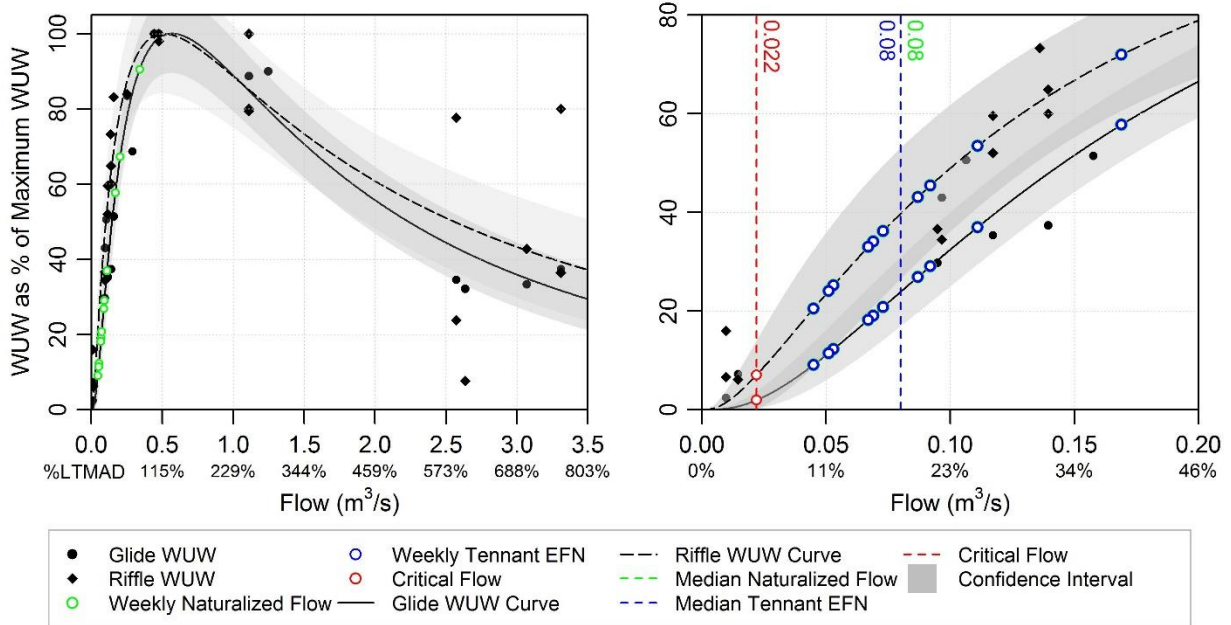 WUW as % of Maximum WUW
100
80
60
40
20
0
0.0 0.5 1.0 1.5 2.0 2.5 3.0 3.5
%LTMAD 115% 229% 344% 459% 573% 688% 803%
Flow (m³/s)
80
60
40
20
0
0.022
0.08
0.08
0.00 0.05 0.10 0.15 0.20
0% 11% 23% 34% 46%
Flow (m³/s)
Glide WUW
Riffle WUW
Weekly Naturalized Flow
Weekly Tennant EFN
Critical Flow
Glide WUW Curve
Riffle WUW Curve
Median Naturalized Flow
Median Tennant EFN
Critical Flow
Confidence Interval